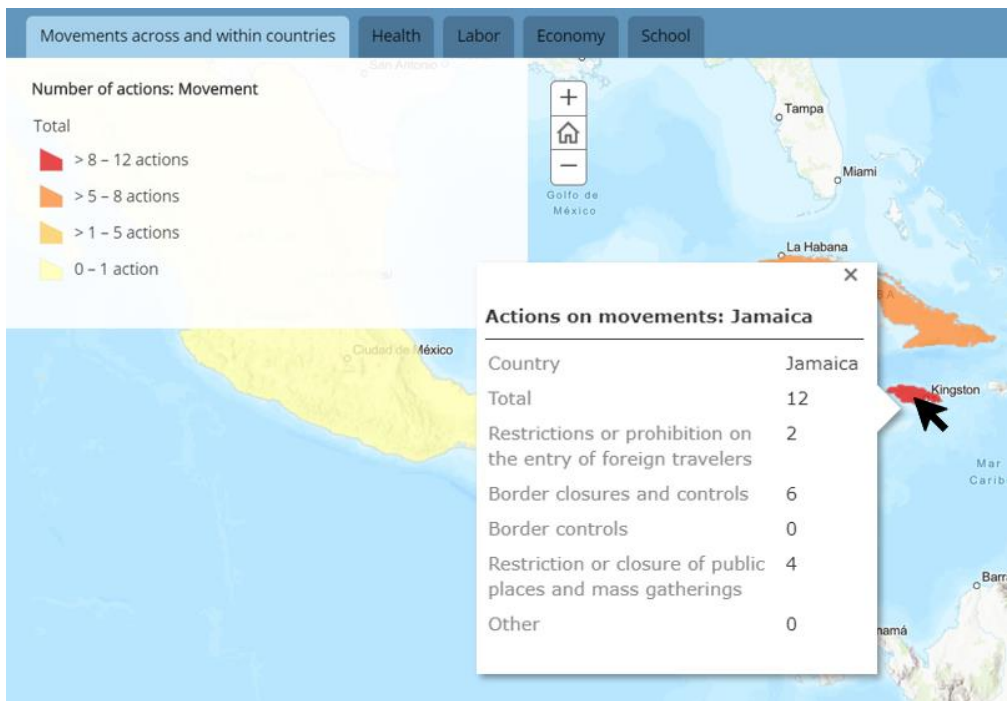 Movements across and within countries
Health
Labor
Economy
School
San Antonio
Number of actions: Movement
Total
> 8 – 12 actions
> 5 – 8 actions
> 1 – 5 actions
0 – 1 action
+
−
Tampa
Miami
Golfo de
México
La Habana
Ciudad de México
×
Actions on movements: Jamaica
Country Jamaica
Total 12
Restrictions or prohibition on 2
the entry of foreign travelers
Border closures and controls 6
Border controls 0
Restriction or closure of public 4
places and mass gatherings
Other 0
Kingston
Mar
Carib
Barr
namá